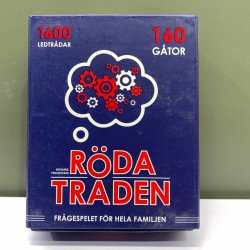 1600
LEDTRÅDAR
160
GÅTOR
RÖDA
TRÅDEN
FRÅGESPELET FÖR HELA FAMILJEN